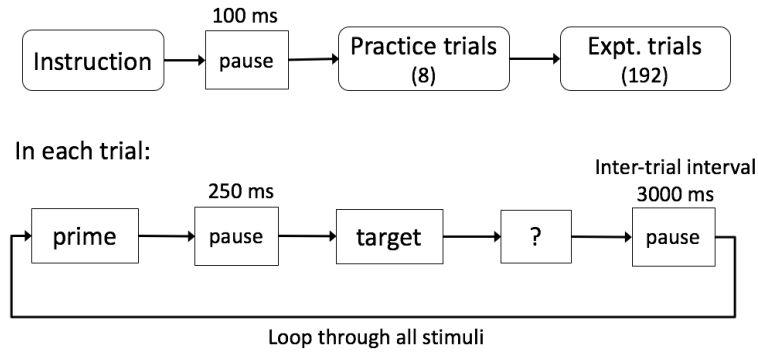 100 ms
Instruction
pause
Practice trials
(8)
Expt. trials
(192)
In each trial:
Inter-trial interval
250 ms
3000 ms
prime
pause
target
?
pause
Loop through all stimuli